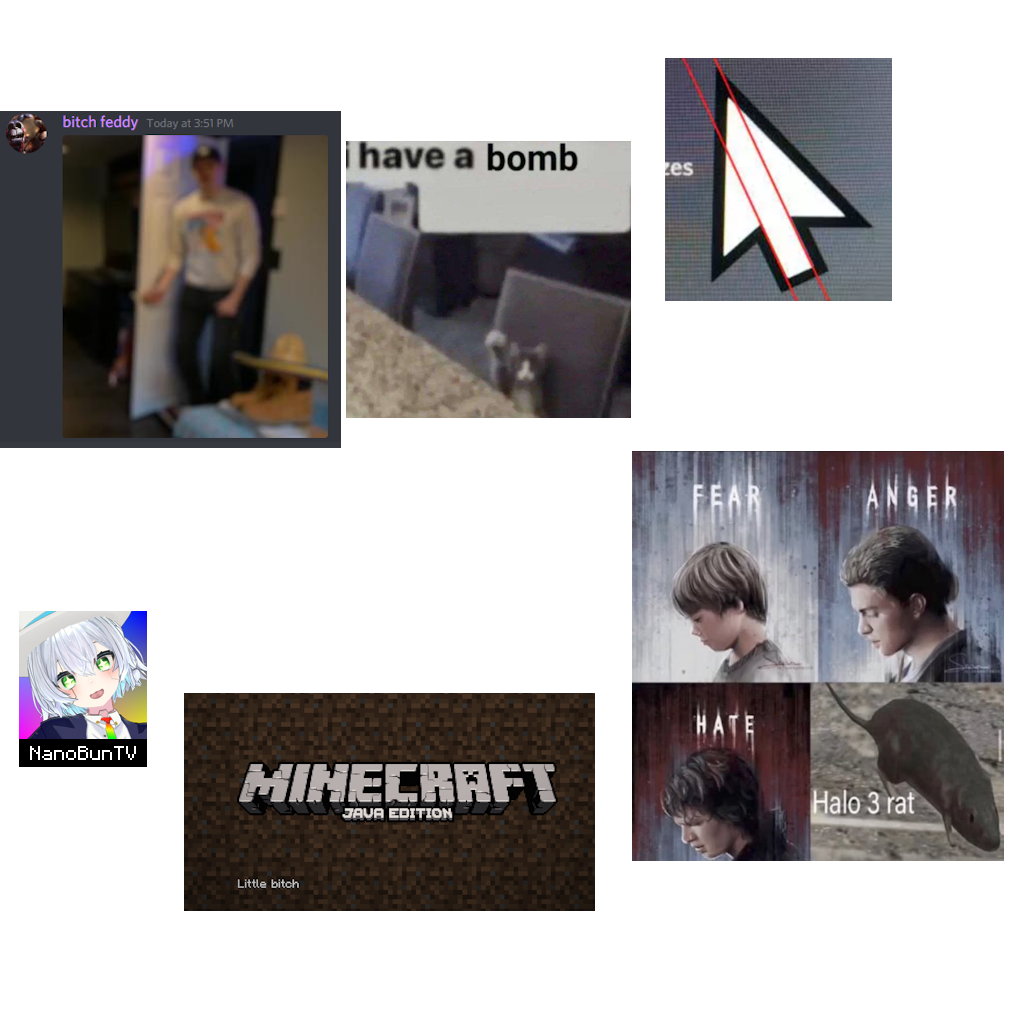 bitch feddy Today at 3:51 PM
i have a bomb
zes
FEAR
ANGER
HATE
Halo 3 rat
NanoBunTV
MINECRAFT
JAVA EDITION
Little bitch